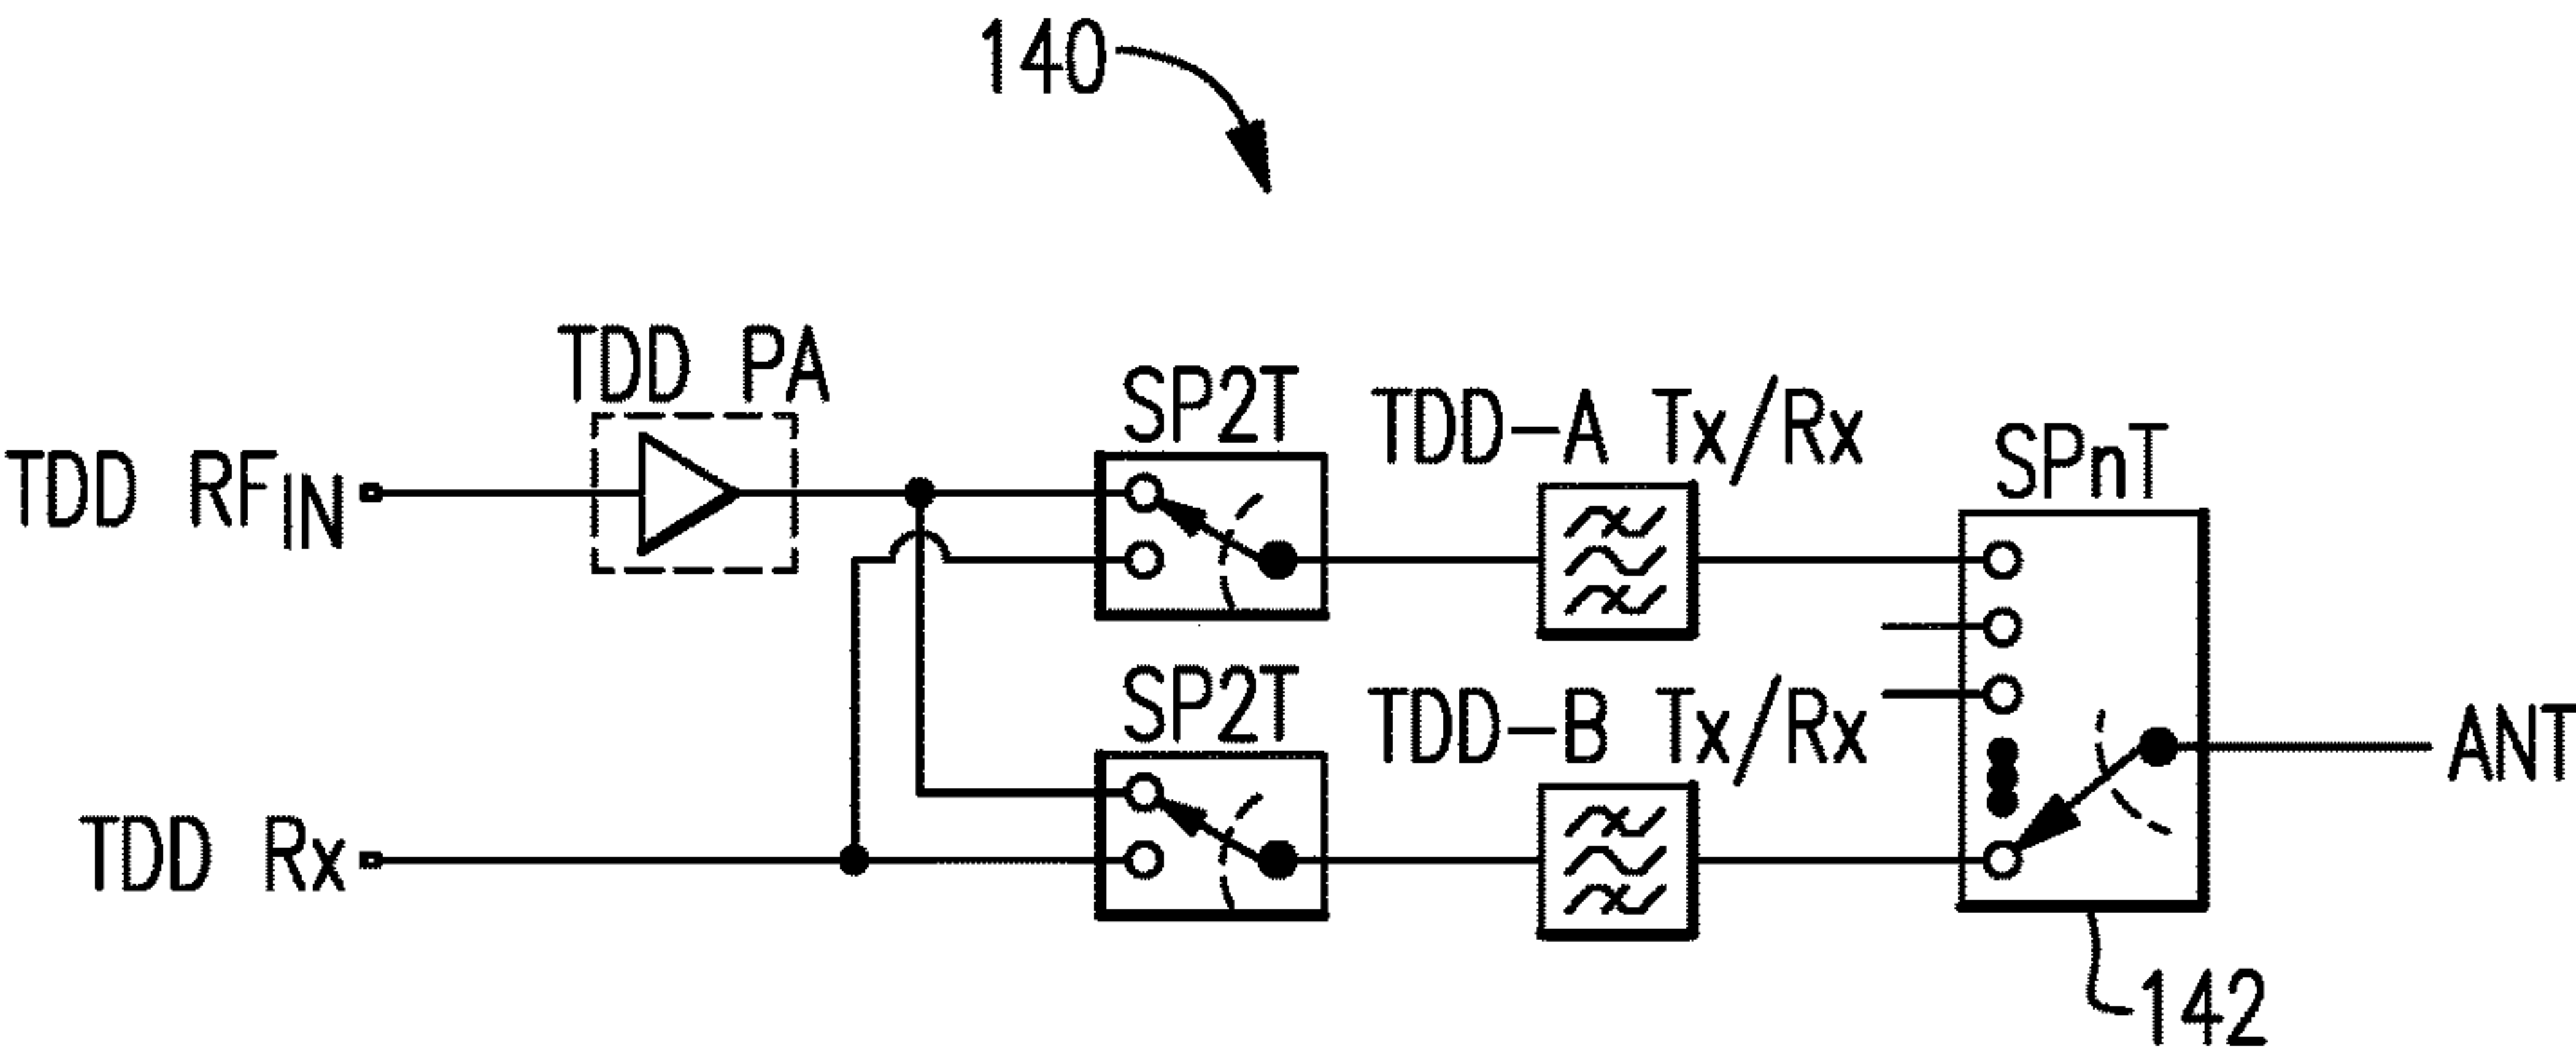 140
TDD PA
SP2T
TDD-A Tx/Rx
SPnT
TDD RFIN
SP2T
TDD-B Tx/Rx
ANT
TDD Rx
142